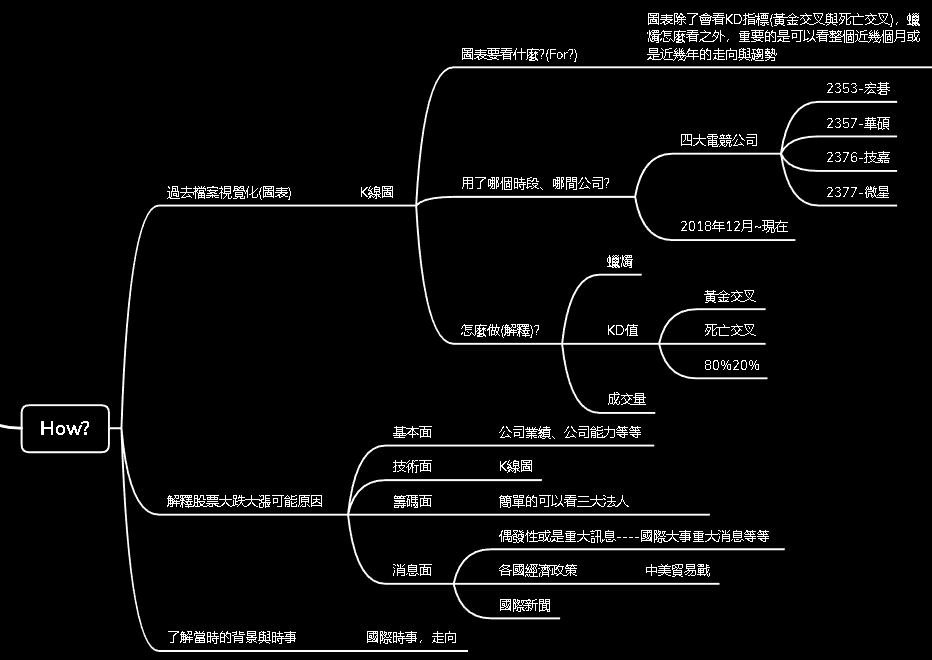 How?
過去檔案視覺化(圖表)
K線圖
圖表要看什麼?(For?)
圖表除了會看KD指標(黃金交叉與死亡交叉)，蠟
燭怎麼看之外，重要的是可以看整個近幾個月或
是近幾年的走向與趨勢
用了哪個時段、哪間公司?
四大電競公司
2353-宏碁
2357-華碩
2376-技嘉
2377-微星
2018年12月~現在
怎麼做(解釋)?
蠟燭
KD值
黃金交叉
死亡交叉
80%20%
成交量
解釋股票大跌大漲可能原因
基本面
公司業績、公司能力等等
技術面
K線圖
籌碼面
簡單的可以看三大法人
消息面
偶發性或是重大訊息----國際大事重大消息等等
各國經濟政策
中美貿易戰
國際新聞
了解當時的背景與時事
國際時事，走向